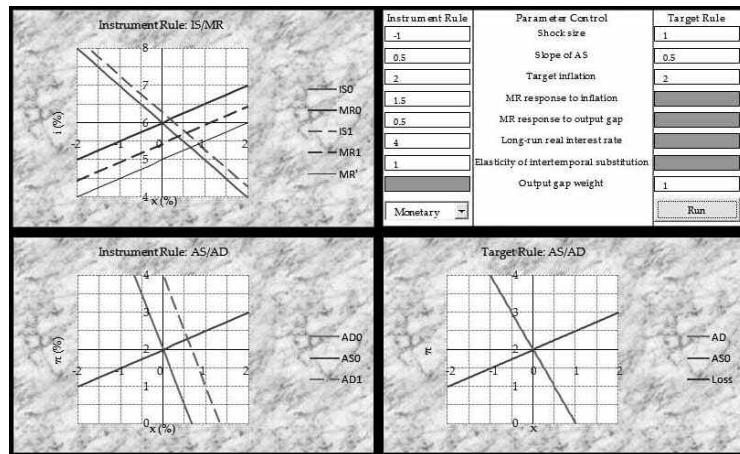 Instrument Rule: IS/MR
8
7
6
5
4
-2
-1
0
1
2
i (%)
x (%)
IS0
MR0
IS1
MR1
MR'
Instrument Rule
Parameter Control
Target Rule
-1
Shock size
1
0.5
Slope of AS
0.5
2
Target inflation
2
1.5
MR response to inflation
0.5
MR response to output gap
4
Long-run real interest rate
1
Elasticity of intertemporal substitution
Output gap weight
1
Monetary
Run
Instrument Rule: AS/AD
4
3
2
1
0
-2
-1
0
1
2
π (%)
x (%)
AD0
AS0
AD1
Target Rule: AS/AD
4
3
2
1
0
-2
-1
0
1
2
π
x
AD
AS0
Loss